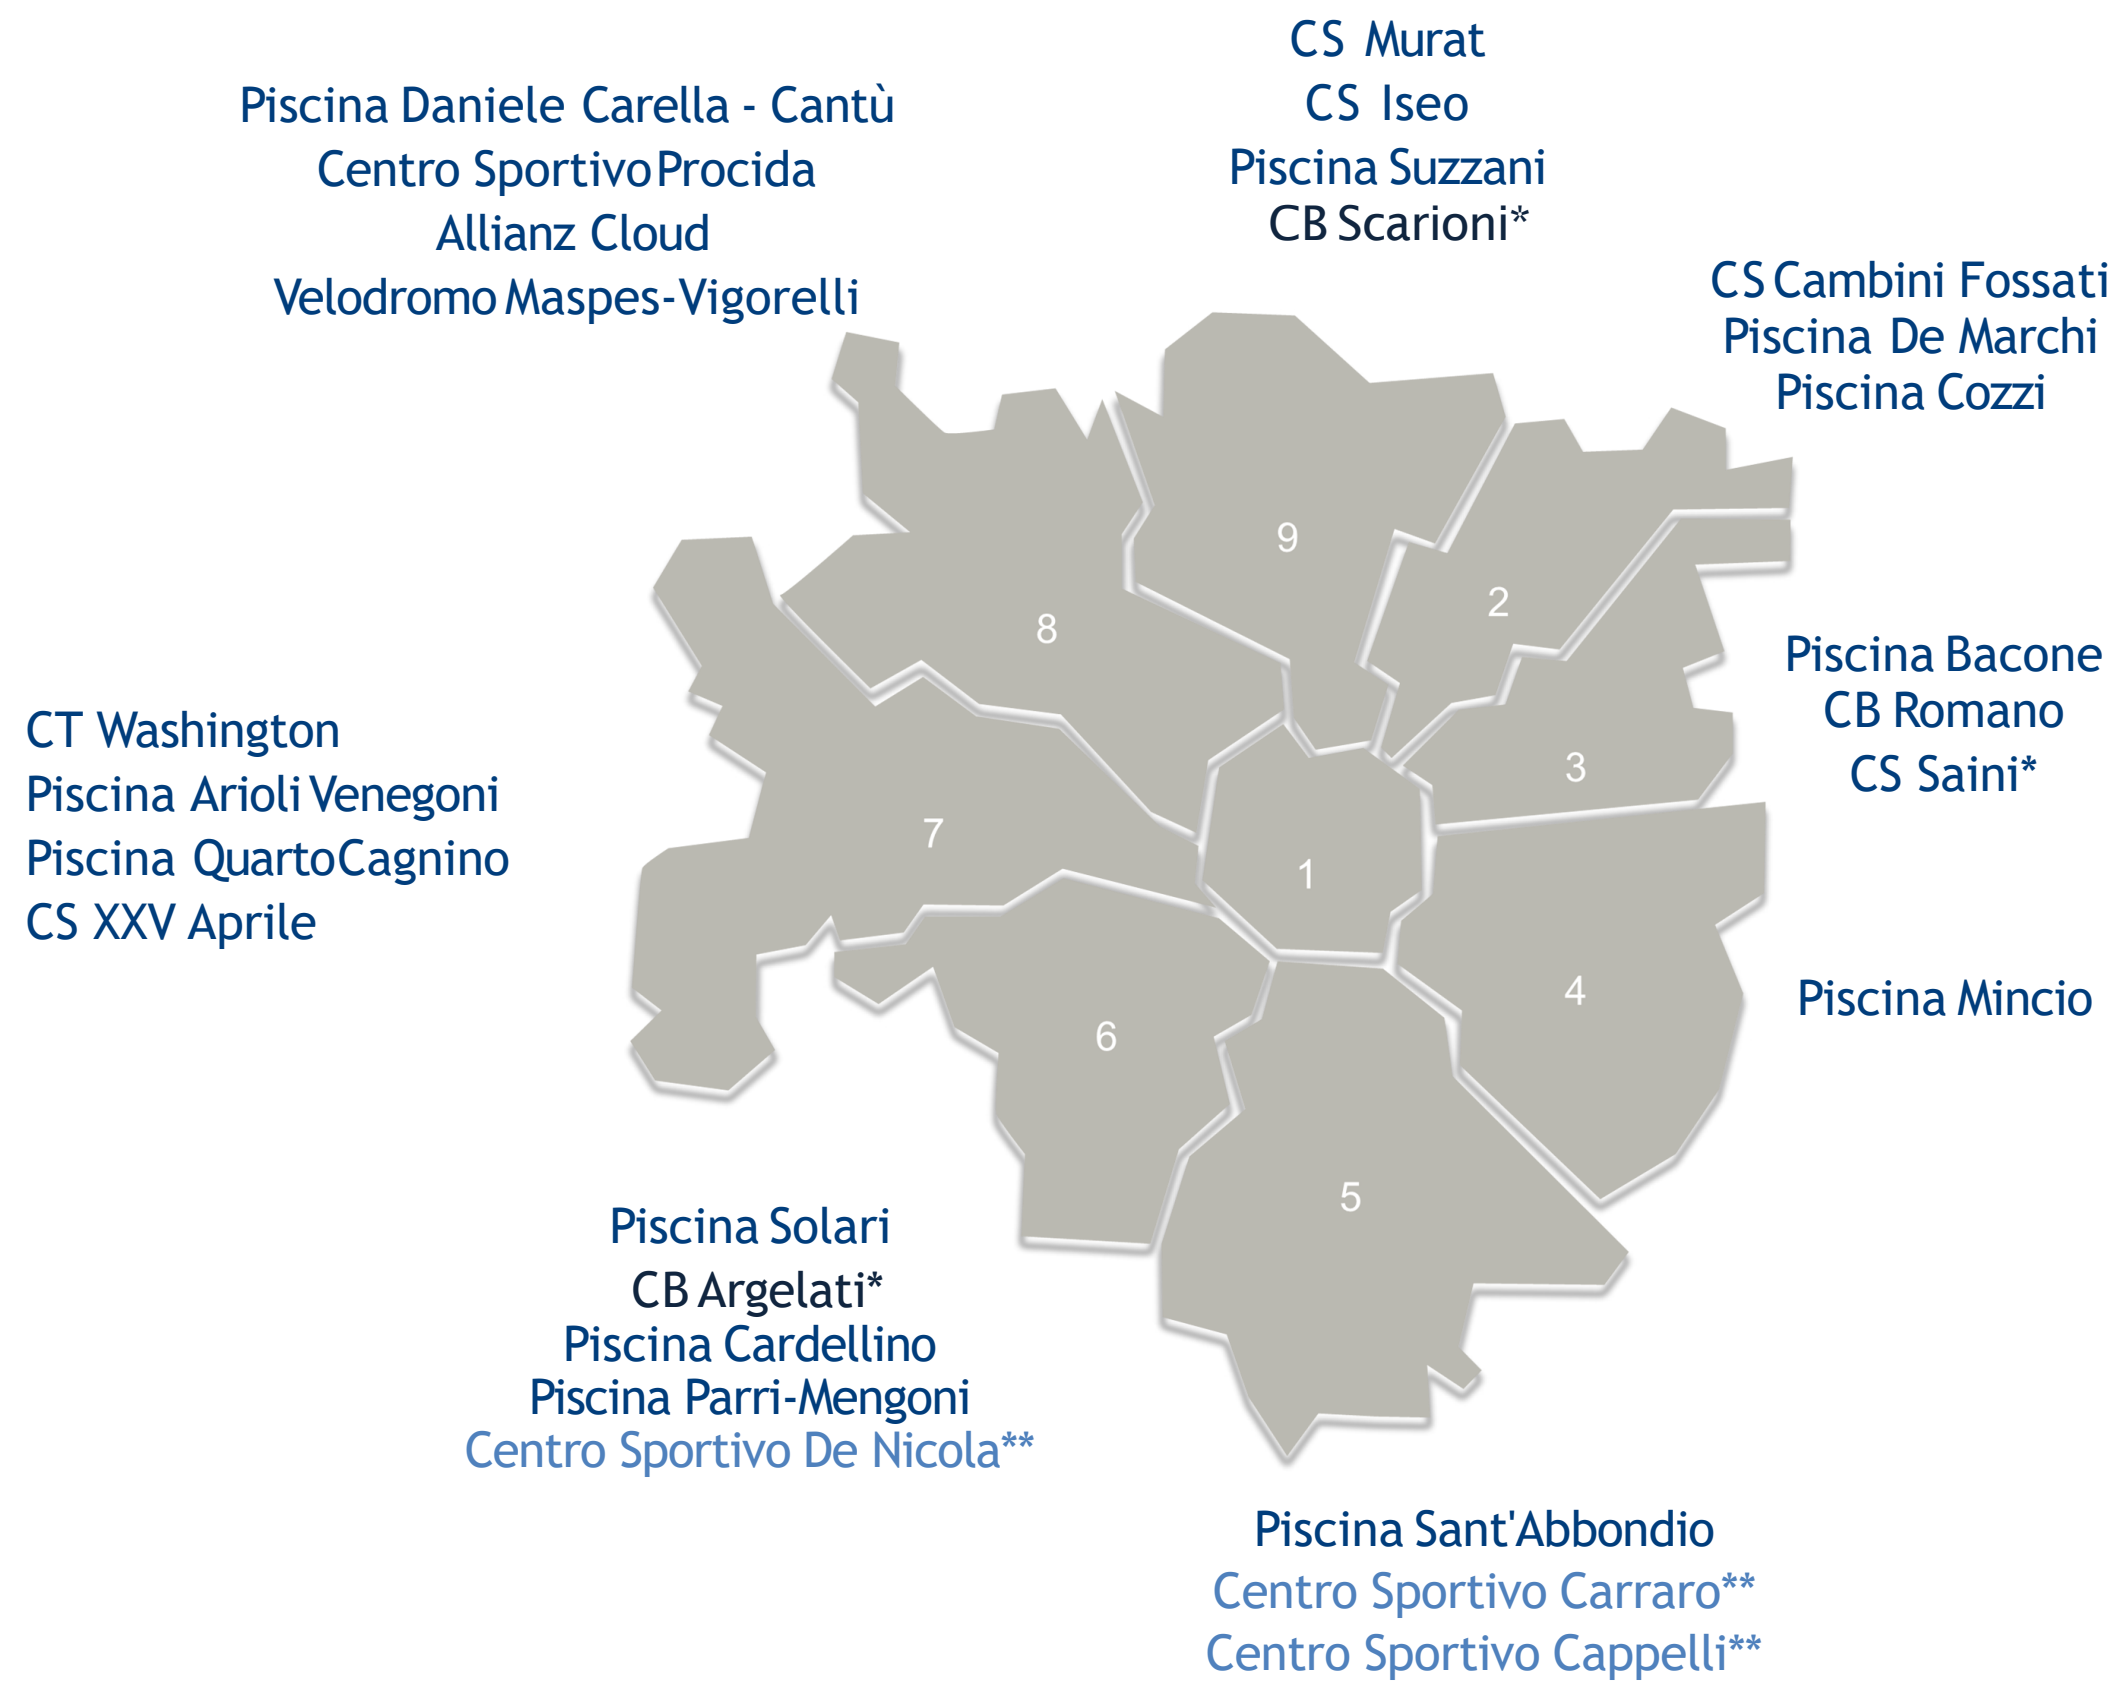 CS Murat
CS Iseo
Piscina Suzzani
CB Scarioni*
Piscina Daniele Carella - Cantù
Centro Sportivo Procida
Allianz Cloud
Velodromo Maspes-Vigorelli
CS Cambini Fossati
Piscina De Marchi
Piscina Cozzi
9
2
8
Piscina Bacone
CB Romano
CS Saini*
3
CT Washington
Piscina Arioli Venegoni
Piscina Quarto Cagnino
CS XXV Aprile
7
1
4
Piscina Mincio
6
5
Piscina Solari
CB Argelati*
Piscina Cardellino
Piscina Parri-Mengoni
Centro Sportivo De Nicola**
Piscina Sant'Abbondio
Centro Sportivo Carraro**
Centro Sportivo Cappelli**